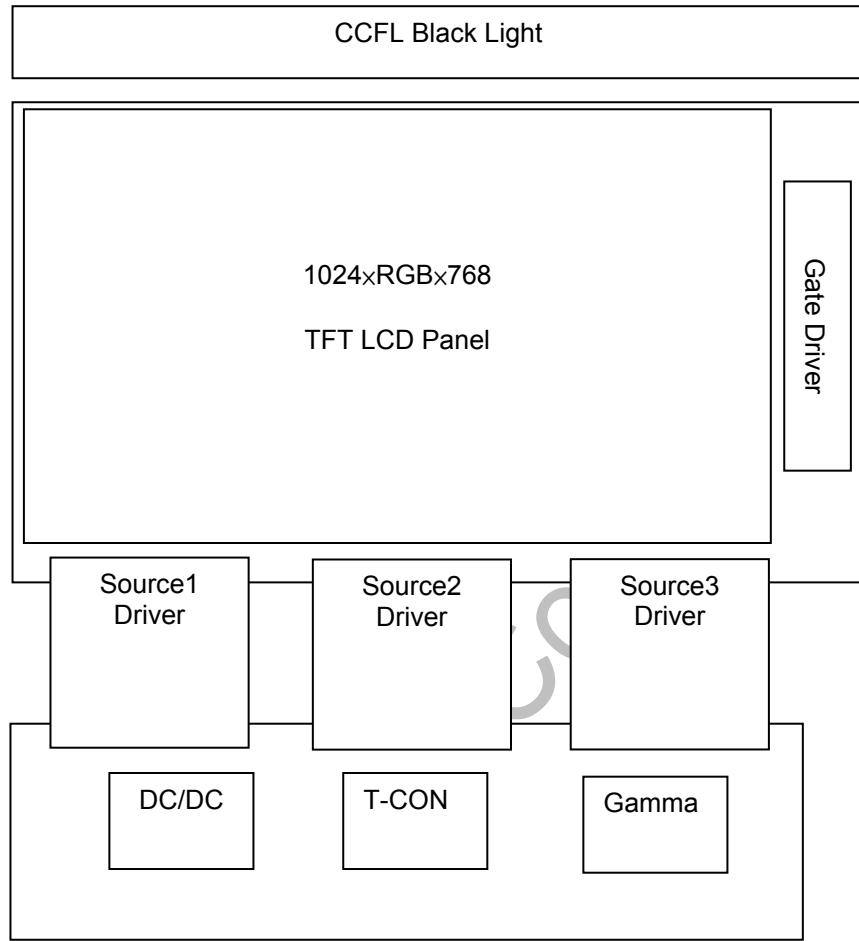 CCFL Black Light
1024×RGB×768
TFT LCD Panel
Gate Driver
Source1
Driver
Source2
Driver
Source3
Driver
DC/DC
T-CON
Gamma